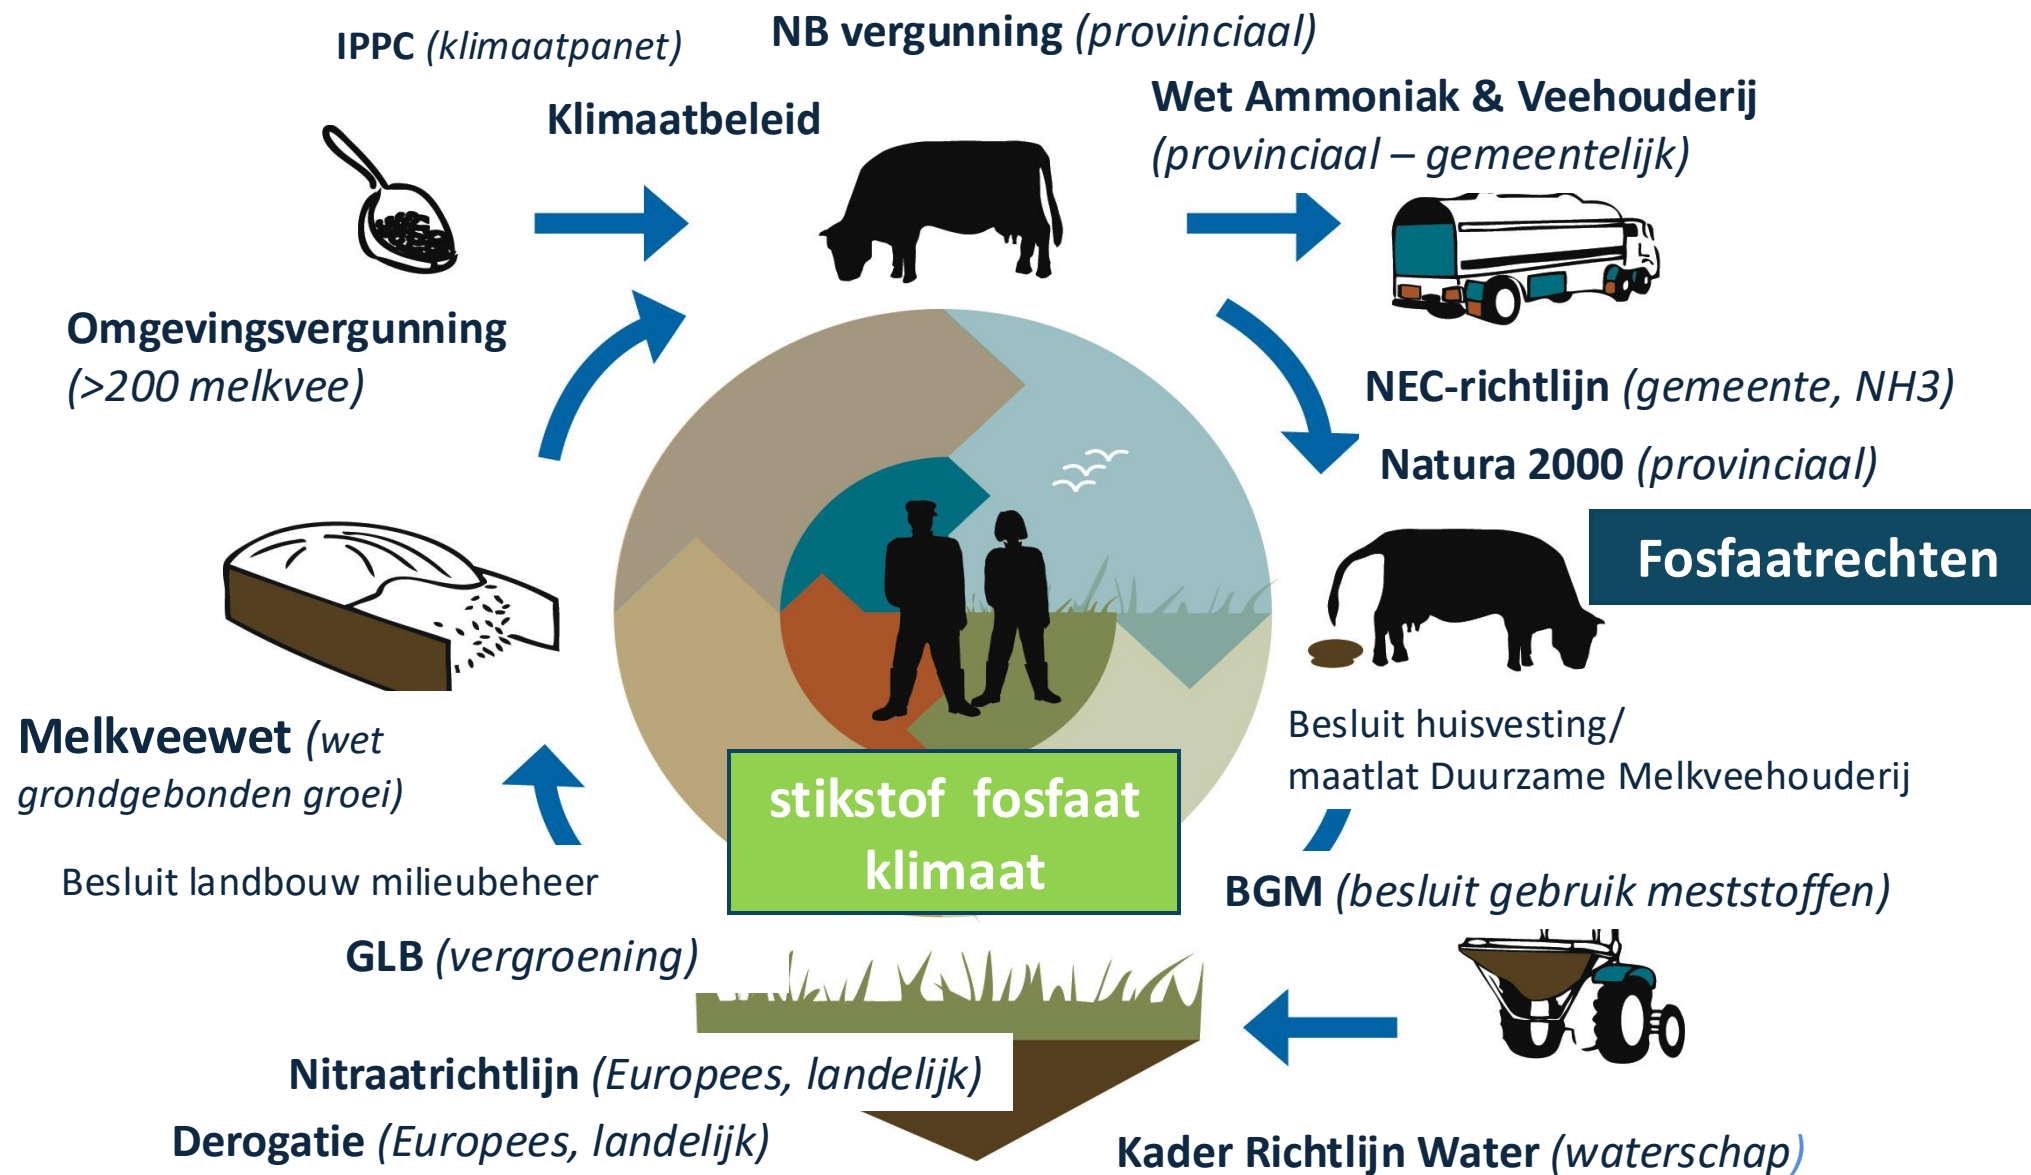 IPPC (klimaatpanet)
NB vergunning (provinciaal)
Klimaatbeleid
Wet Ammoniak & Veehouderij
(provinciaal – gemeentelijk)
Omgevingsvergunning
(>200 melkvee)
NEC-richtlijn (gemeente, NH3)
Natura 2000 (provinciaal)
Fosfaatrechten
Melkveewet (wet
grondgebonden groei)
Besluit huisvesting/
maatlat Duurzame Melkveehouderij
stikstof fosfaat
klimaat
Besluit landbouw milieubeheer
BGM (besluit gebruik meststoffen)
GLB (vergroening)
Nitraatrichtlijn (Europees, landelijk)
Derogatie (Europees, landelijk)
Kader Richtlijn Water (waterschap)